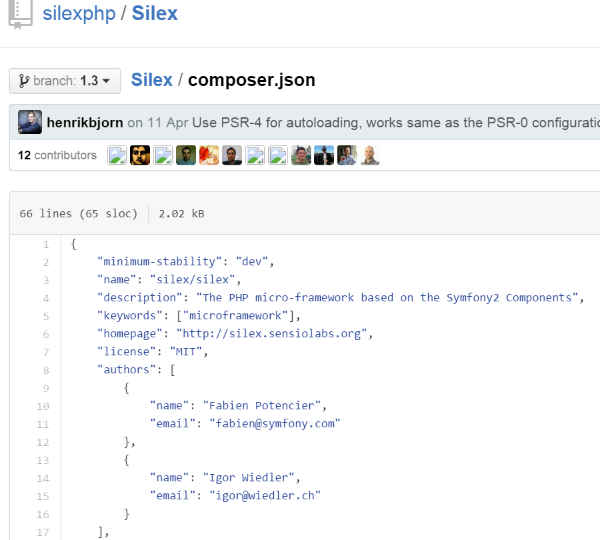 silexphp / Silex
branch: 1.3
Silex / composer.json
henrikbjorn on 11 Apr Use PSR-4 for autoloading, works same as the PSR-0 configuratio
12 contributors
66 lines (65 sloc) 2.02 kB
1 {
2 "minimum-stability": "dev",
3 "name": "silex/silex",
4 "description": "The PHP micro-framework based on the Symfony2 Components",
5 "keywords": ["microframework"],
6 "homepage": "http://silex.sensiolabs.org",
7 "license": "MIT",
8 "authors": [
9 {
10 "name": "Fabien Potencier",
11 "email": "fabien@symfony.com"
12 },
13 {
14 "name": "Igor Wiedler",
15 "email": "igor@wiedler.ch"
16 }
17 ],